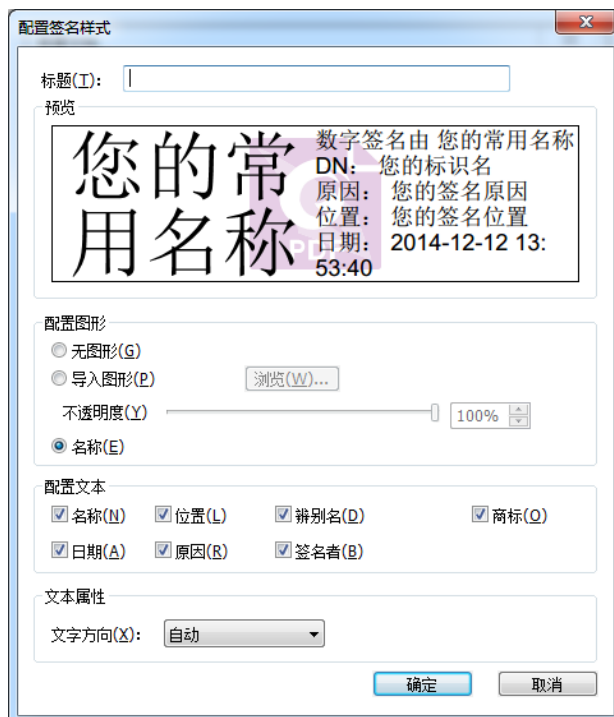 配置签名样式
标题(T):
预览
您的常
用名称
数字签名由 您的常用名称
DN: 您的标识名
原因: 您的签名原因
位置: 您的签名位置
日期: 2014-12-12 13:
53:40
PDF
配置图形
无图形(G)
导入图形(P)
浏览(W)...
不透明度(Y)
100%
名称(E)
配置文本
名称(N) 位置(L) 辨别名(D) 商标(O)
日期(A) 原因(R) 签名者(B)
文本属性
文字方向(X): 自动
确定 取消